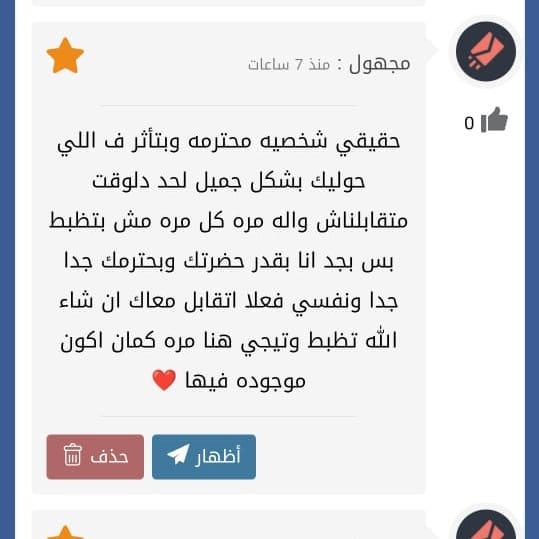 مجهول : منذ 7 ساعات
0
حقيقي شخصيه محترمه وبتأثر ف اللي
حوليك بشكل جميل لحد دلوقت
متقابلناش واله مره كل مره مش بتظبط
بس بجد انا بقدر حضرتك وبحترمك جدا
جدا ونفسي فعلا اتقابل معاك ان شاء
الله تظبط وتيجي هنا مره كمان اكون
موجوده فيها ❤️
أظهار
حذف